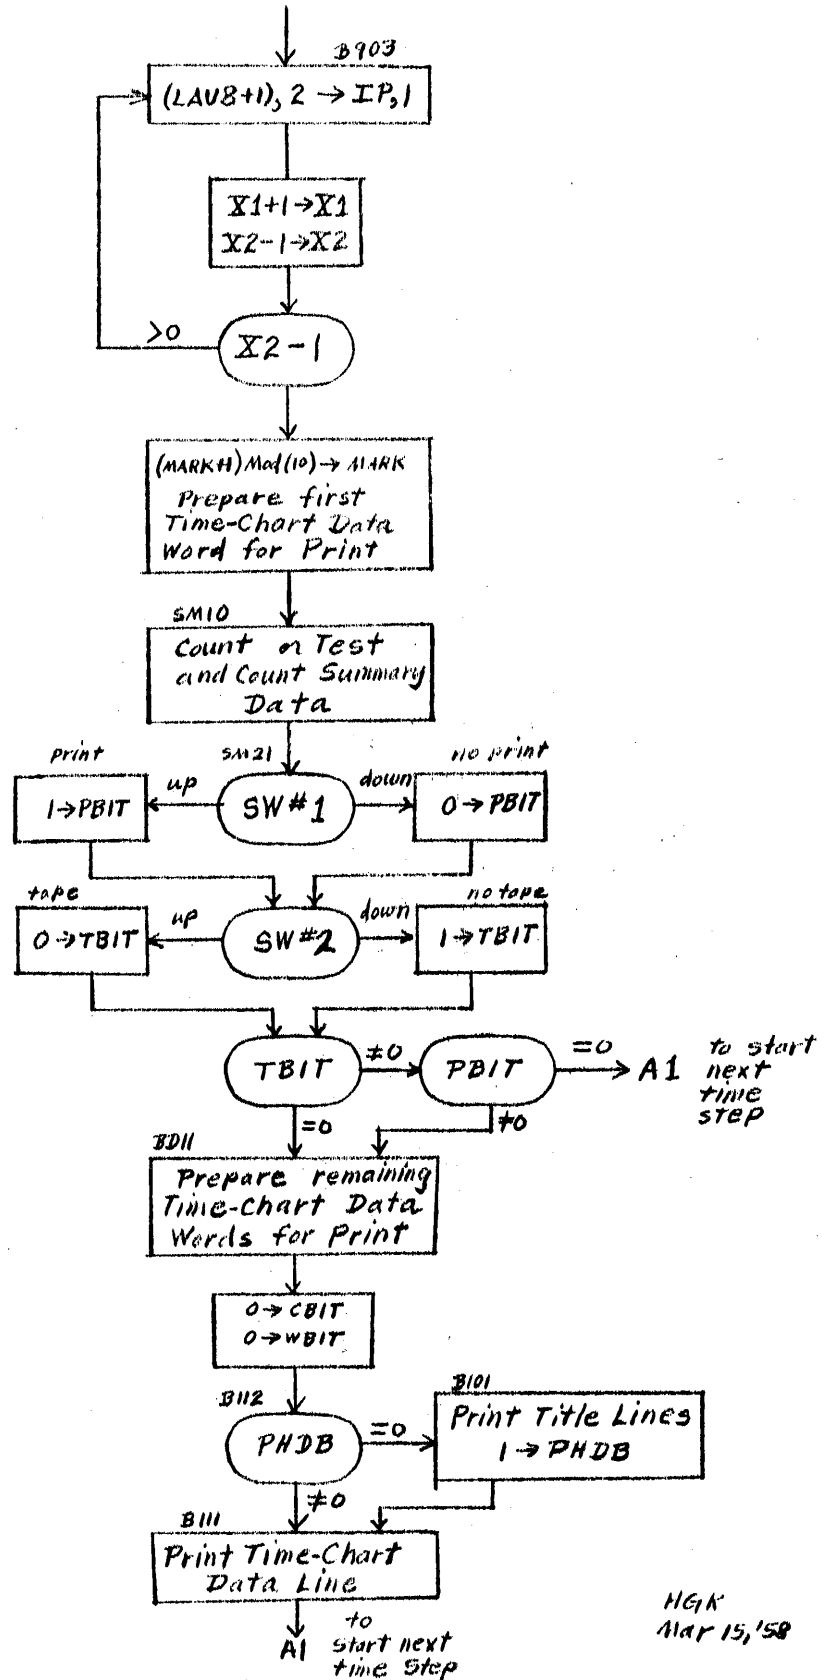 B903
(LAV8+1), 2 → IP, 1
X1+1→X1
X2-1→X2
>0
X2-1
(MARK+1) Mod(10) → MARK
Prepare first
Time-Chart Data
Word for Print
SM10
Count or Test
and Count Summary
Data
print
SM21
no print
1→PBIT
up
SW#1
down
0→PBIT
tape
no tape
0→TBIT
up
SW#2
down
1→TBIT
TBIT
≠0
PBIT
=0
A1
to start
next
time
step
=0
≠0
BD11
Prepare remaining
Time-Chart Data
Words for Print
0→CBIT
0→WBIT
B112
B101
PHDB
=0
Print Title Lines
1→PHDB
≠0
B111
Print Time-Chart
Data Line
A1
to
start next
time step
HGK
Mar 15, '58